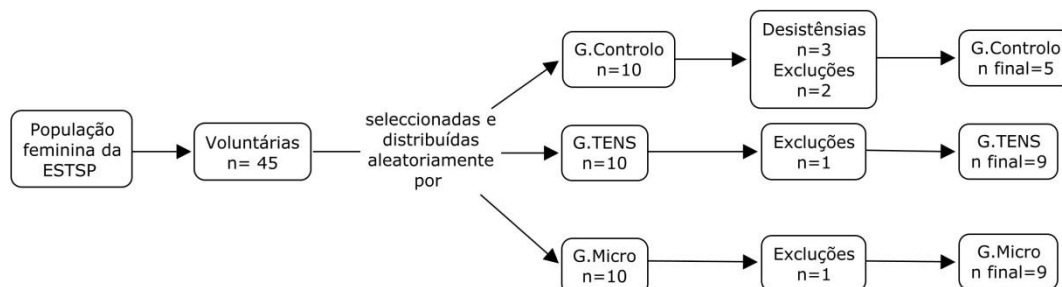 População
feminina da
ESTSP
Voluntárias
n= 45
seleccionadas e
distribuídas
aleatoriamente
por
G.Controlo
n=10
Desistênsias
n=3
Excluções
n=2
G.Controlo
n final=5
G.TENS
n=10
Excluções
n=1
G.TENS
n final=9
G.Micro
n=10
Excluções
n=1
G.Micro
n final=9